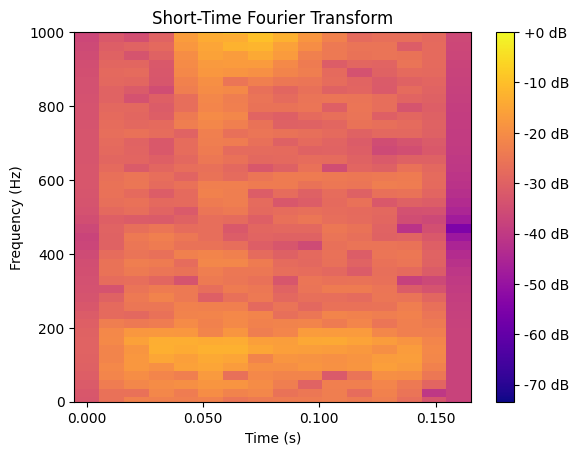 Short-Time Fourier Transform
Frequency (Hz)
1000
800
600
400
200
0
0.000
0.050
0.100
0.150
Time (s)
+0 dB
-10 dB
-20 dB
-30 dB
-40 dB
-50 dB
-60 dB
-70 dB